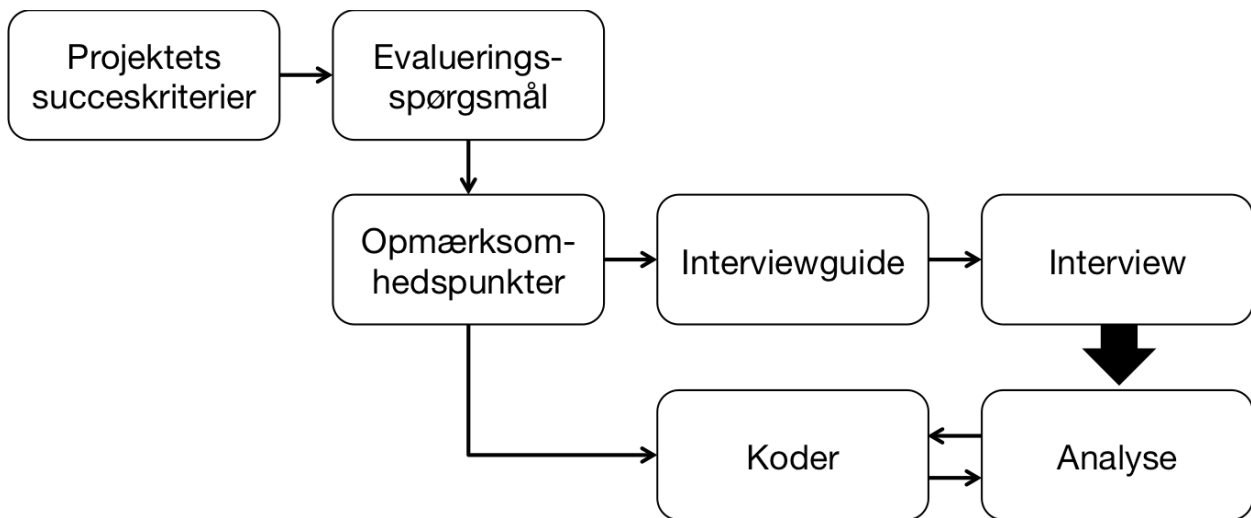 Projektets
succeskriterier
Evaluerings-
spørgsmål
Opmærksom-
hedspunkter
Interviewguide
Interview
Koder
Analyse